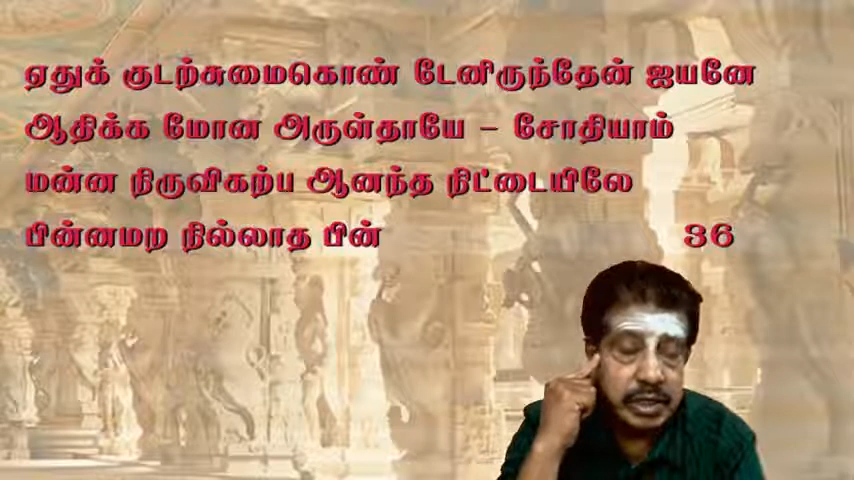 ஏதுக் குடற்சுமைகொண் டேனிருந்தேன் ஐயனே
ஆதிக்க மோன அருள்தாயே – சோதியாம்
மன்ன நிருவிகற்ப ஆனந்த நிட்டையிலே
பின்னமற நில்லாத பின் 36